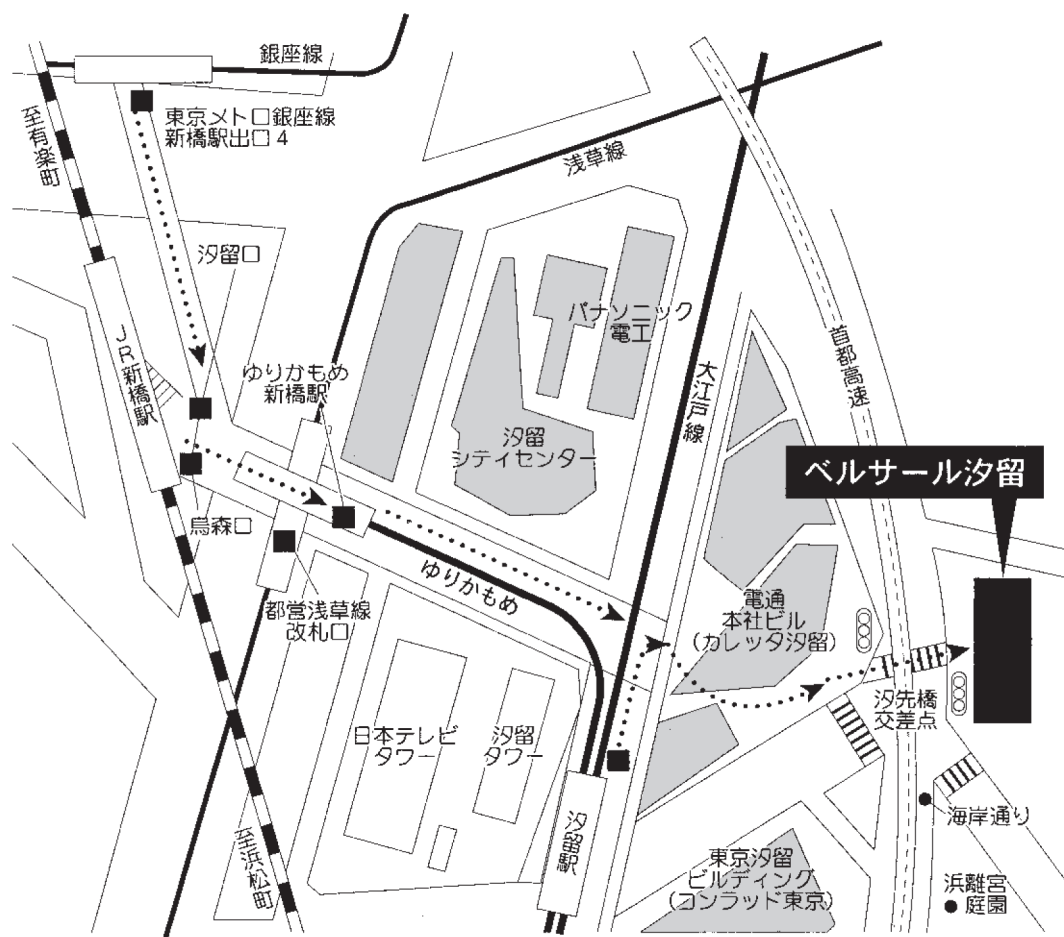 銀座線
東京メトロ銀座線
新橋駅出口4
至有楽町
浅草線
汐留口
パナソニック
電工
首都高速
JR新橋駅
ゆりかもめ
新橋駅
大江戸線
汐留
シティセンター
ベルサール汐留
烏森口
ゆりかもめ
都営浅草線
改札口
電通
本社ビル
(カレッタ汐留)
汐先橋
交差点
日本テレビ
タワー
汐留
タワー
汐留駅
海岸通り
至浜松町
東京汐留
ビルディング
(コンラッド東京)
浜離宮
庭園